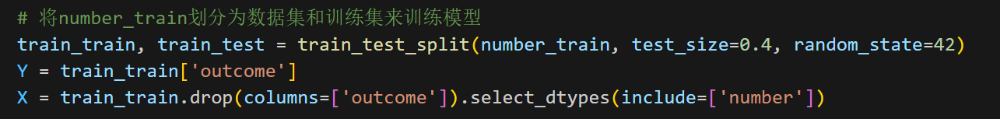 # 将number_train划分为数据集和训练集来训练模型
train_train, train_test = train_test_split(number_train, test_size=0.4, random_state=42)
Y = train_train['outcome']
X = train_train.drop(columns=['outcome']).select_dtypes(include=['number'])